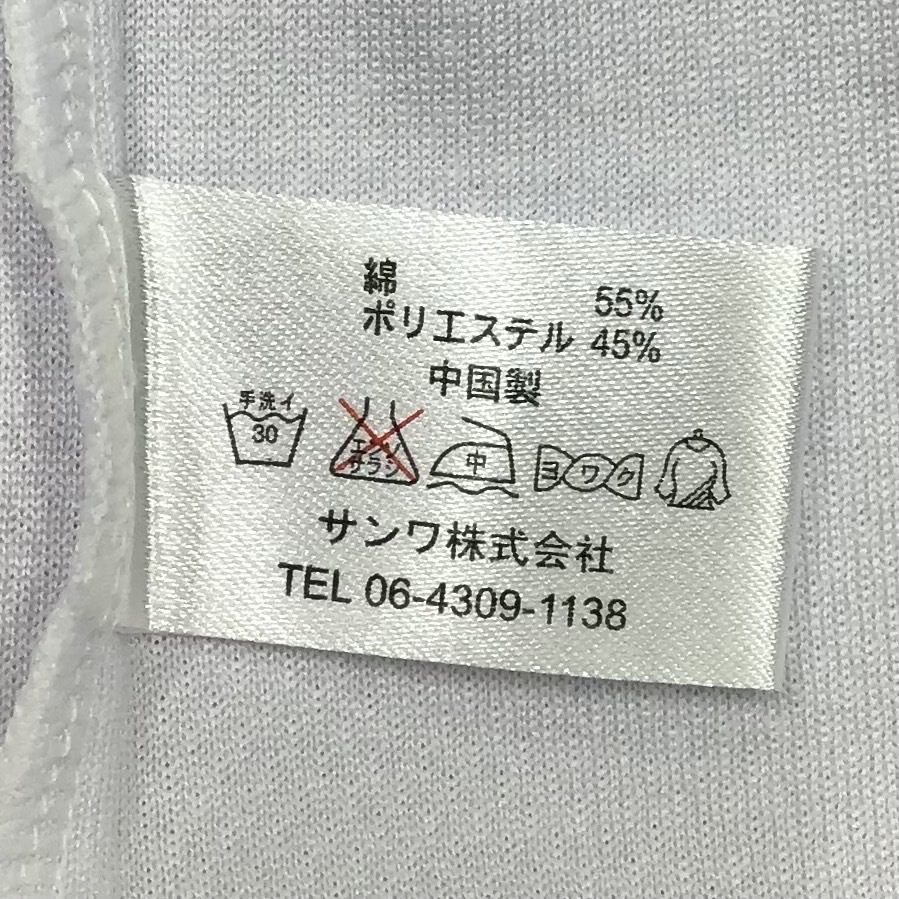 綿 55%
ポリエステル 45%
中国製
手洗イ
30
エンソ
サラシ
中
ヨワク
サンワ株式会社
TEL 06-4309-1138